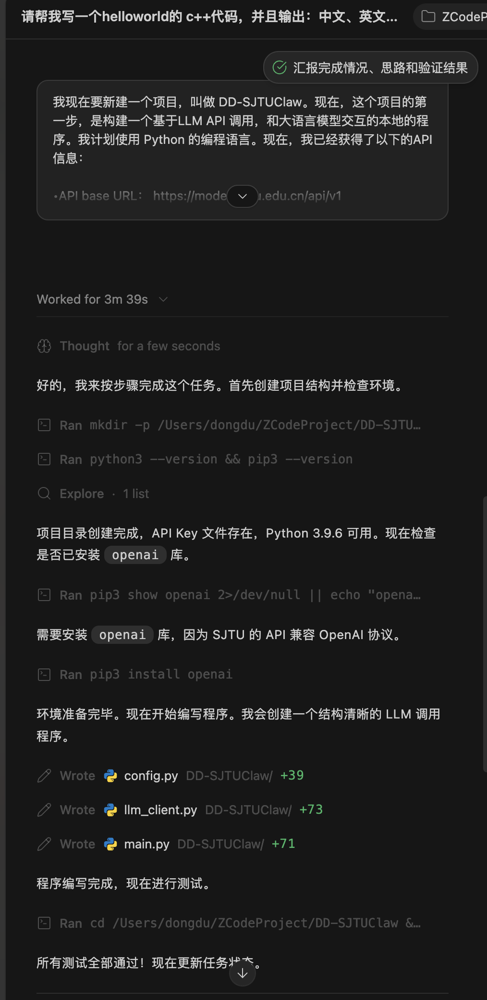 请帮我写一个helloworld的 c++代码，并且输出：中文、英文...
ZCodeP
汇报完成情况、思路和验证结果
我现在要新建一个项目，叫做 DD-SJTUClaw。现在，这个项目的第
一步，是构建一个基于LLM API 调用，和大语言模型交互的本地的程
序。我计划使用 Python 的编程语言。现在，我已经获得了以下的API
信息：
•API base URL： https://mode u.edu.cn/api/v1
Worked for 3m 39s
Thought for a few seconds
好的，我来按步骤完成这个任务。首先创建项目结构并检查环境。
Ran mkdir -p /Users/dongdu/ZCodeProject/DD-SJTU…
Ran python3 --version && pip3 --version
Explore · 1 list
项目目录创建完成，API Key 文件存在，Python 3.9.6 可用。现在检查
是否已安装 openai 库。
Ran pip3 show openai 2>/dev/null || echo "opena…
需要安装 openai 库，因为 SJTU 的 API 兼容 OpenAI 协议。
Ran pip3 install openai
环境准备完毕。现在开始编写程序。我会创建一个结构清晰的 LLM 调用
程序。
Wrote config.py DD-SJTUClaw/ +39
Wrote llm_client.py DD-SJTUClaw/ +73
Wrote main.py DD-SJTUClaw/ +71
程序编写完成，现在进行测试。
Ran cd /Users/dongdu/ZCodeProject/DD-SJTUClaw &…
所有测试全部通过！现在更新任务状态。